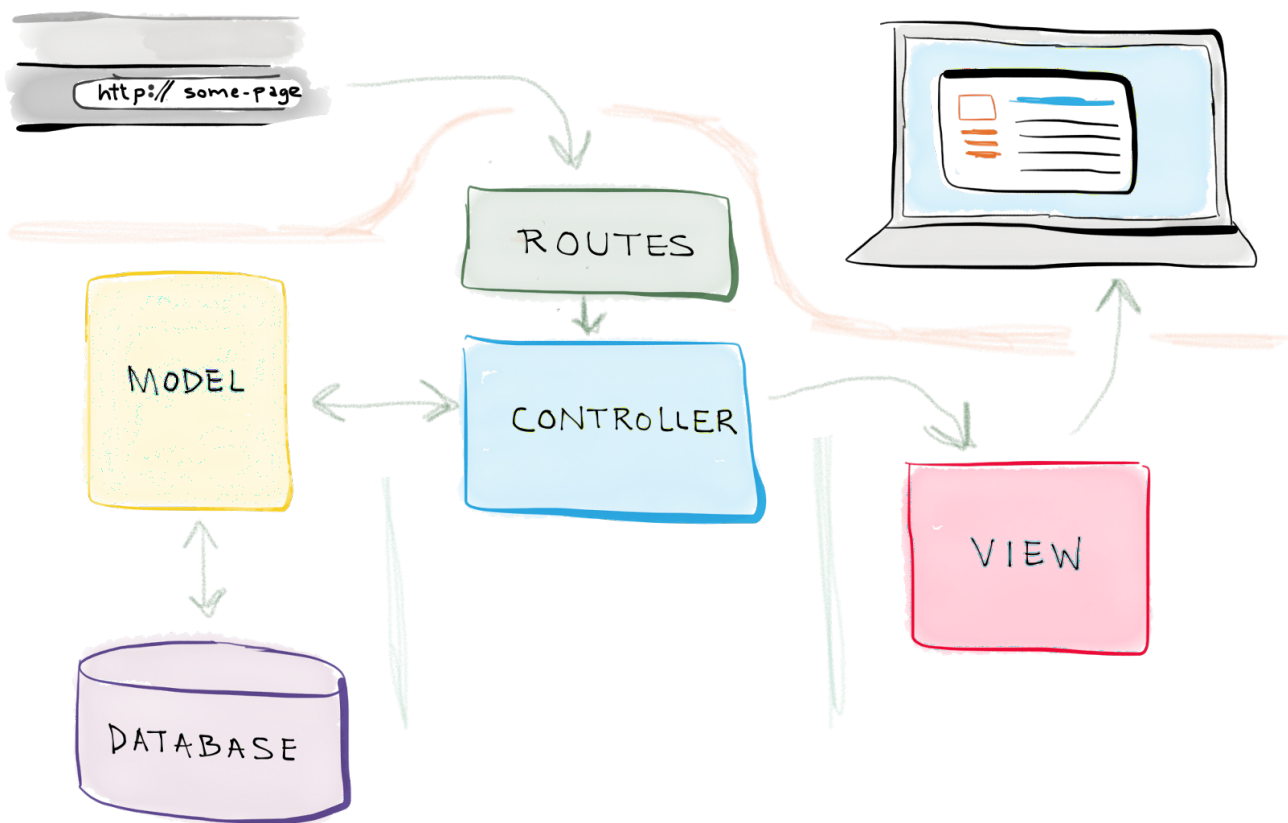 http:// some-page
ROUTES
MODEL
CONTROLLER
VIEW
DATABASE